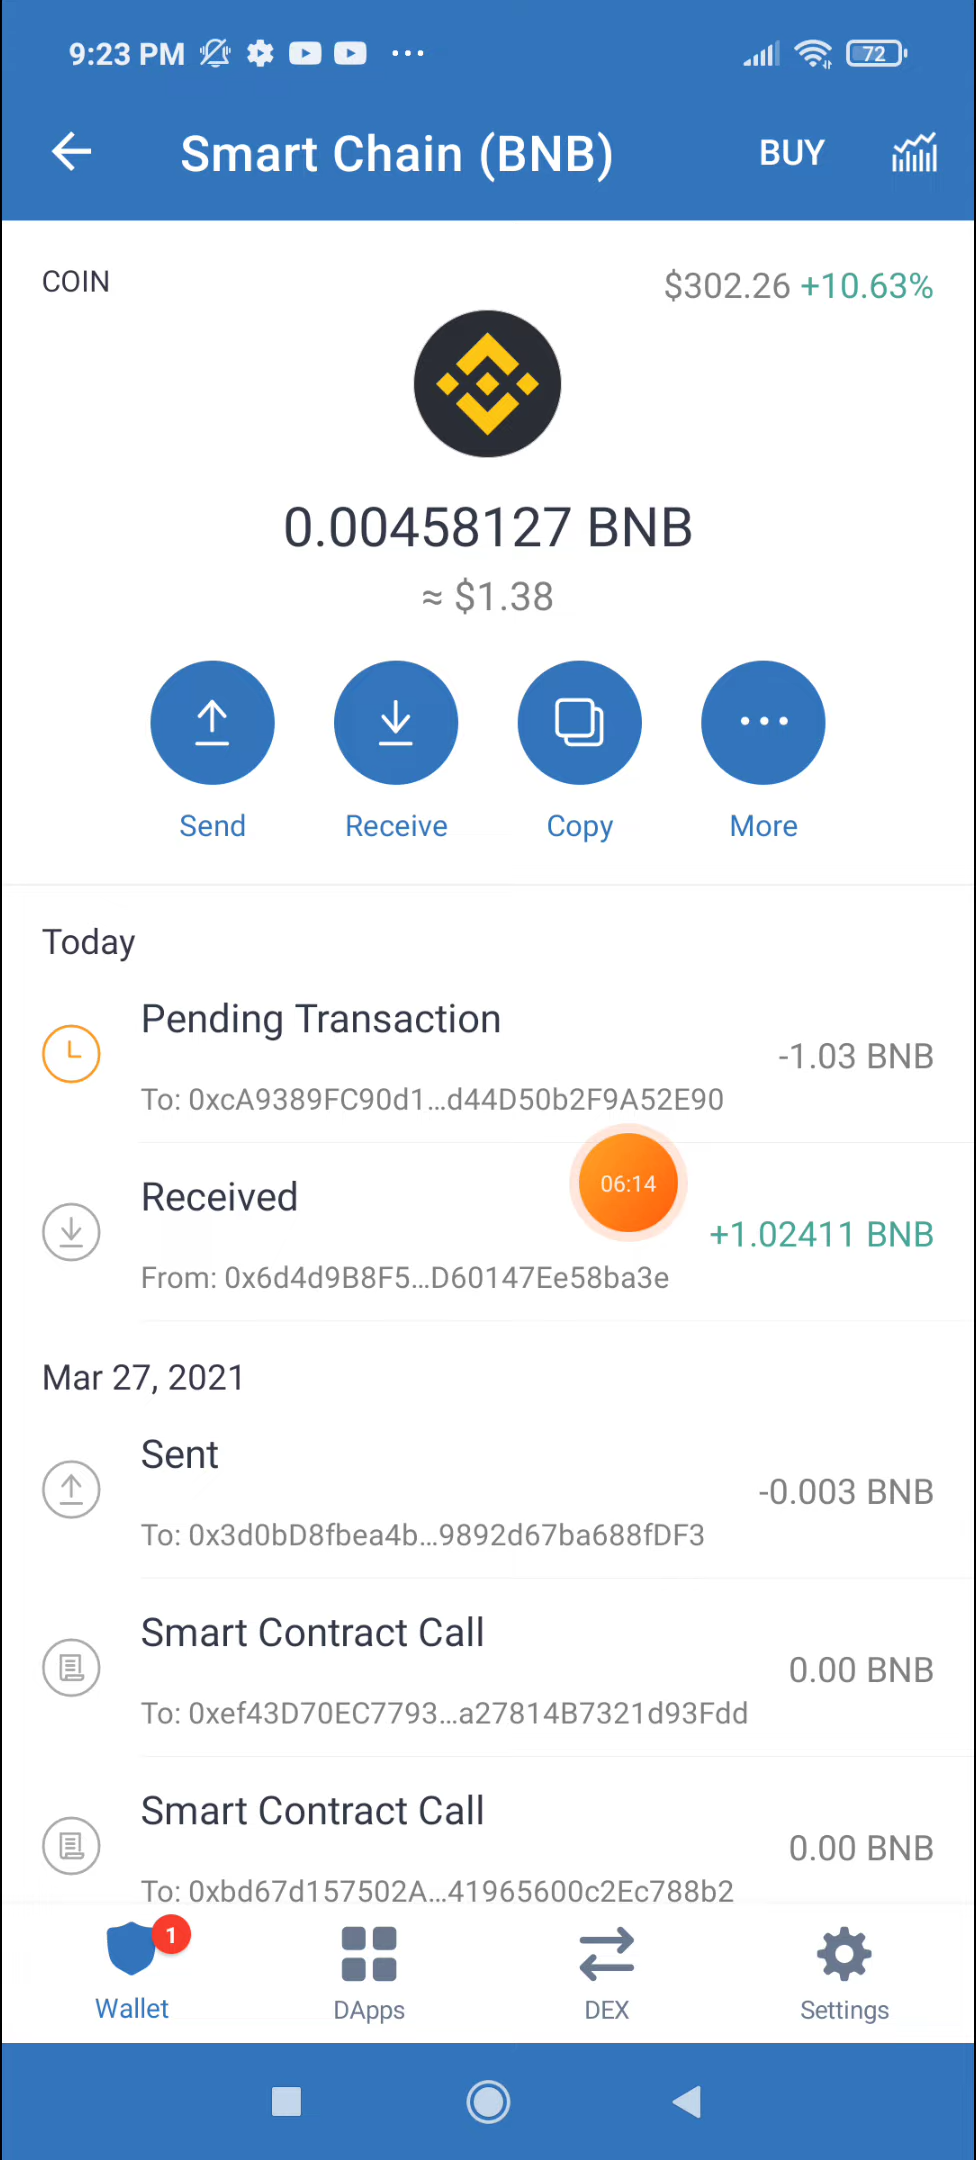 9:23 PM ... 72
Smart Chain (BNB) BUY
COIN $302.26 +10.63%
0.00458127 BNB
≈ $1.38
Send Receive Copy More
Today
Pending Transaction
-1.03 BNB
To: 0xcA9389FC90d1...d44D50b2F9A52E90
Received
06:14
+1.02411 BNB
From: 0x6d4d9B8F5...D60147Ee58ba3e
Mar 27, 2021
Sent
-0.003 BNB
To: 0x3d0bD8fbea4b...9892d67ba688fDF3
Smart Contract Call
0.00 BNB
To: 0xef43D70EC7793...a27814B7321d93Fdd
Smart Contract Call
0.00 BNB
To: 0xbd67d157502A...41965600c2Ec788b2
1
Wallet DApps DEX Settings